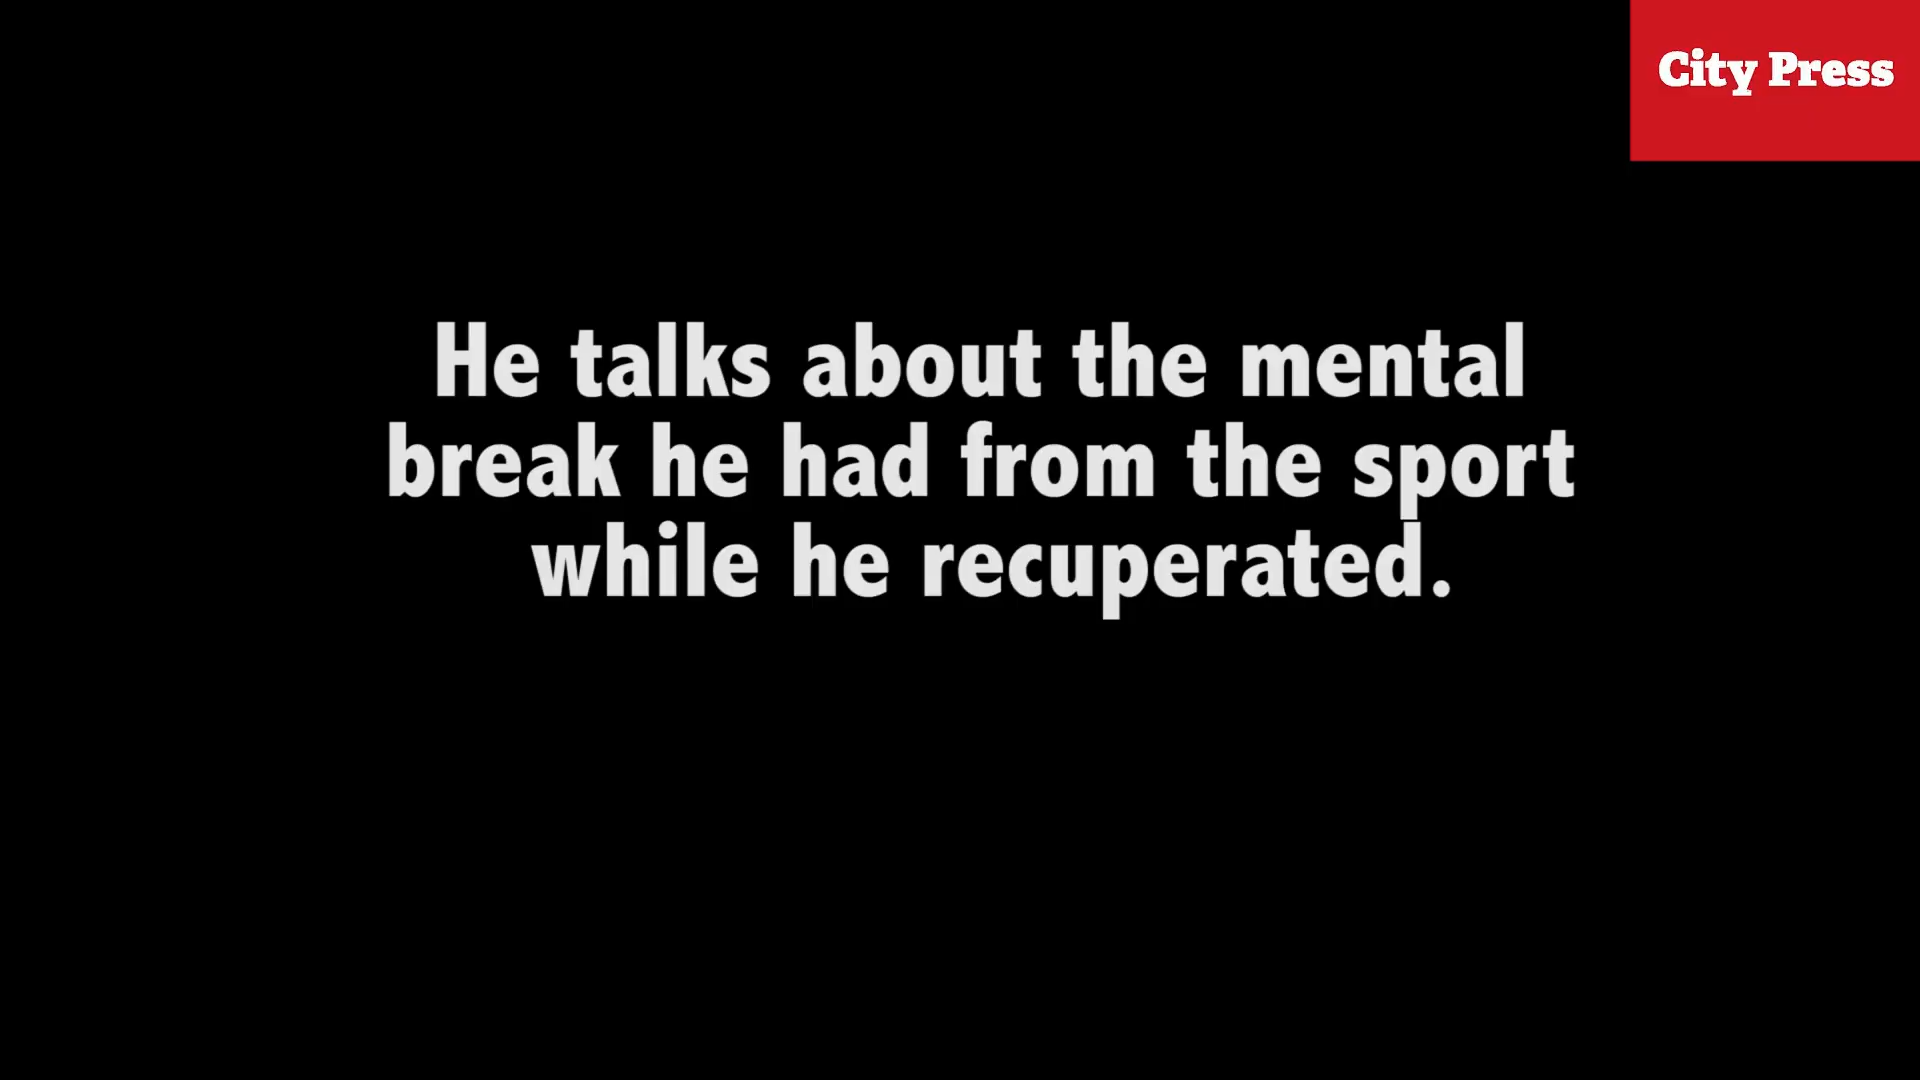 City Press
He talks about the mental
break he had from the sport
while he recuperated.